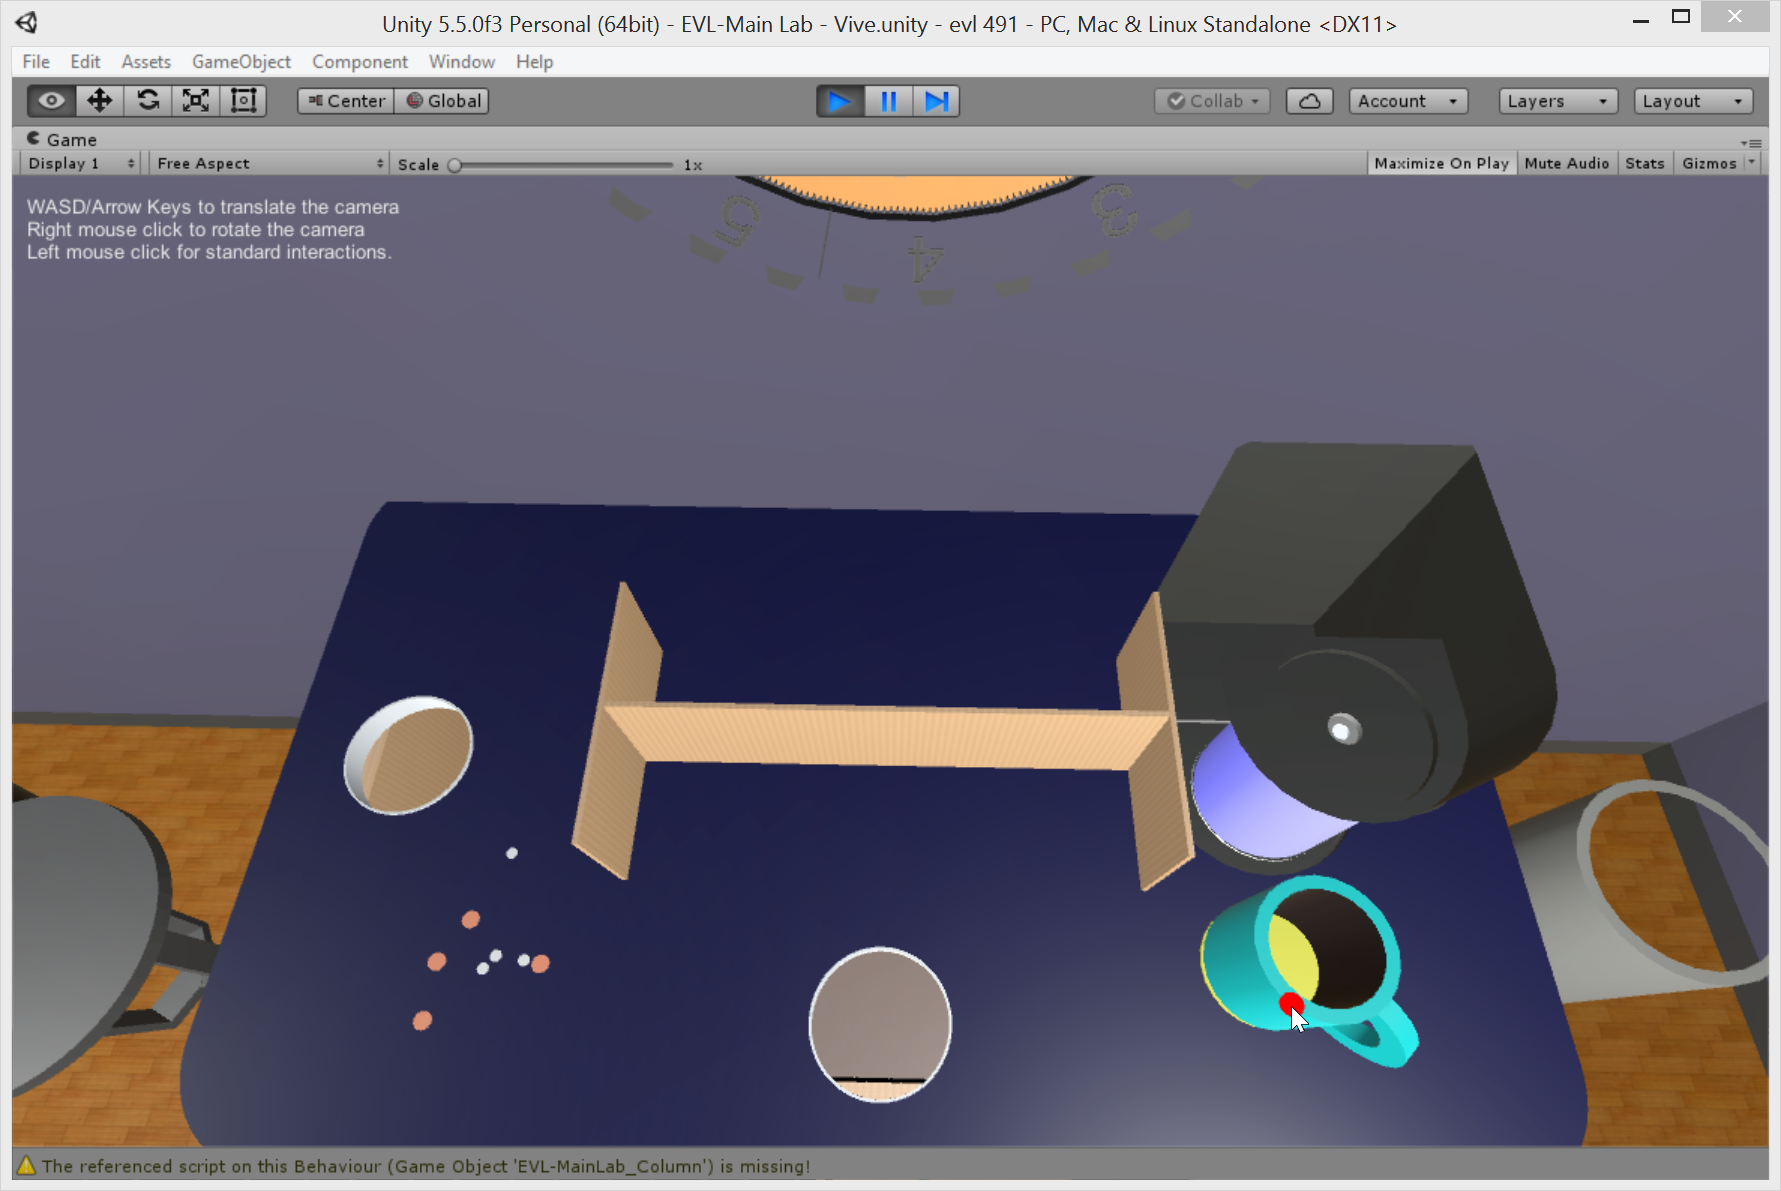 Unity 5.5.0f3 Personal (64bit) - EVL-Main Lab - Vive.unity - evl 491 - PC, Mac & Linux Standalone <DX11>
File Edit Assets GameObject Component Window Help
Center Global Collab Account Layers Layout
Game
Display 1 Free Aspect Scale 1x Maximize On Play Mute Audio Stats Gizmos
WASD/Arrow Keys to translate the camera
Right mouse click to rotate the camera
Left mouse click for standard interactions.
5 4 3
The referenced script on this Behaviour (Game Object 'EVL-MainLab_Column') is missing!